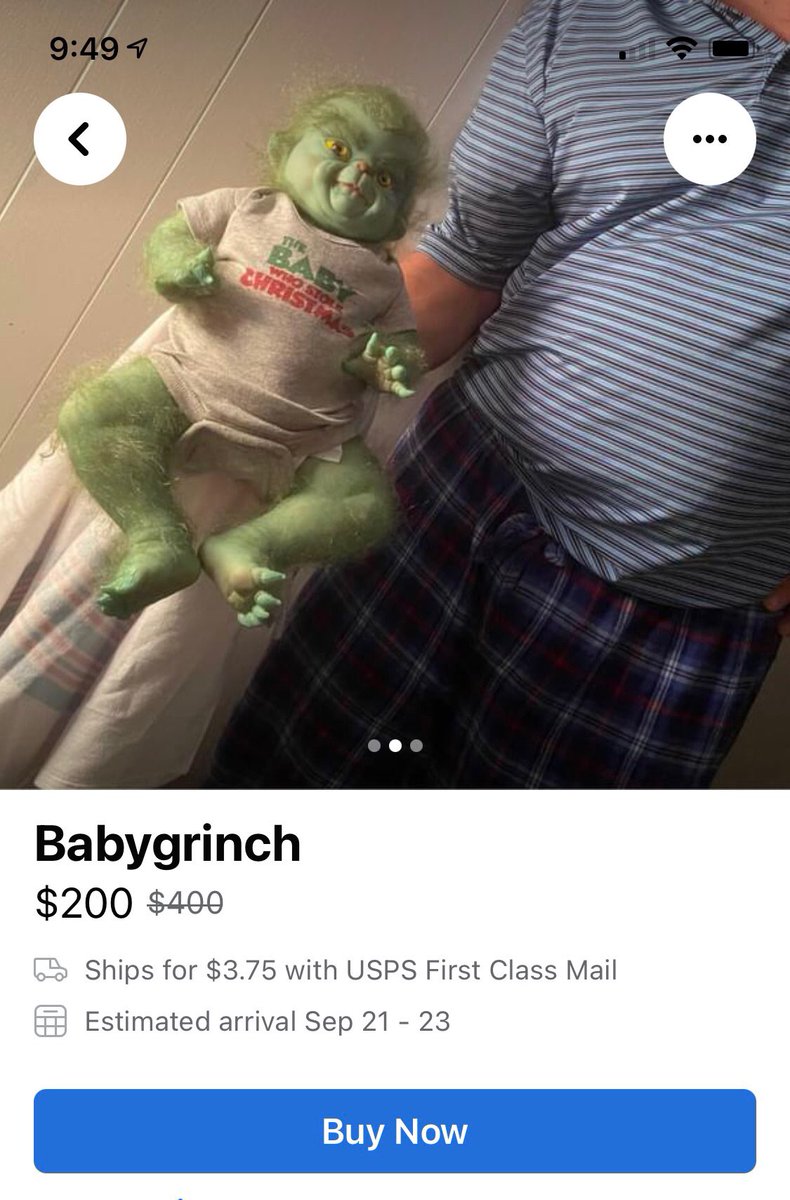 9:49
THE
BABY
WHO STOLE
CHRISTMAS
Babygrinch
$200 $400
Ships for $3.75 with USPS First Class Mail
Estimated arrival Sep 21 - 23
Buy Now